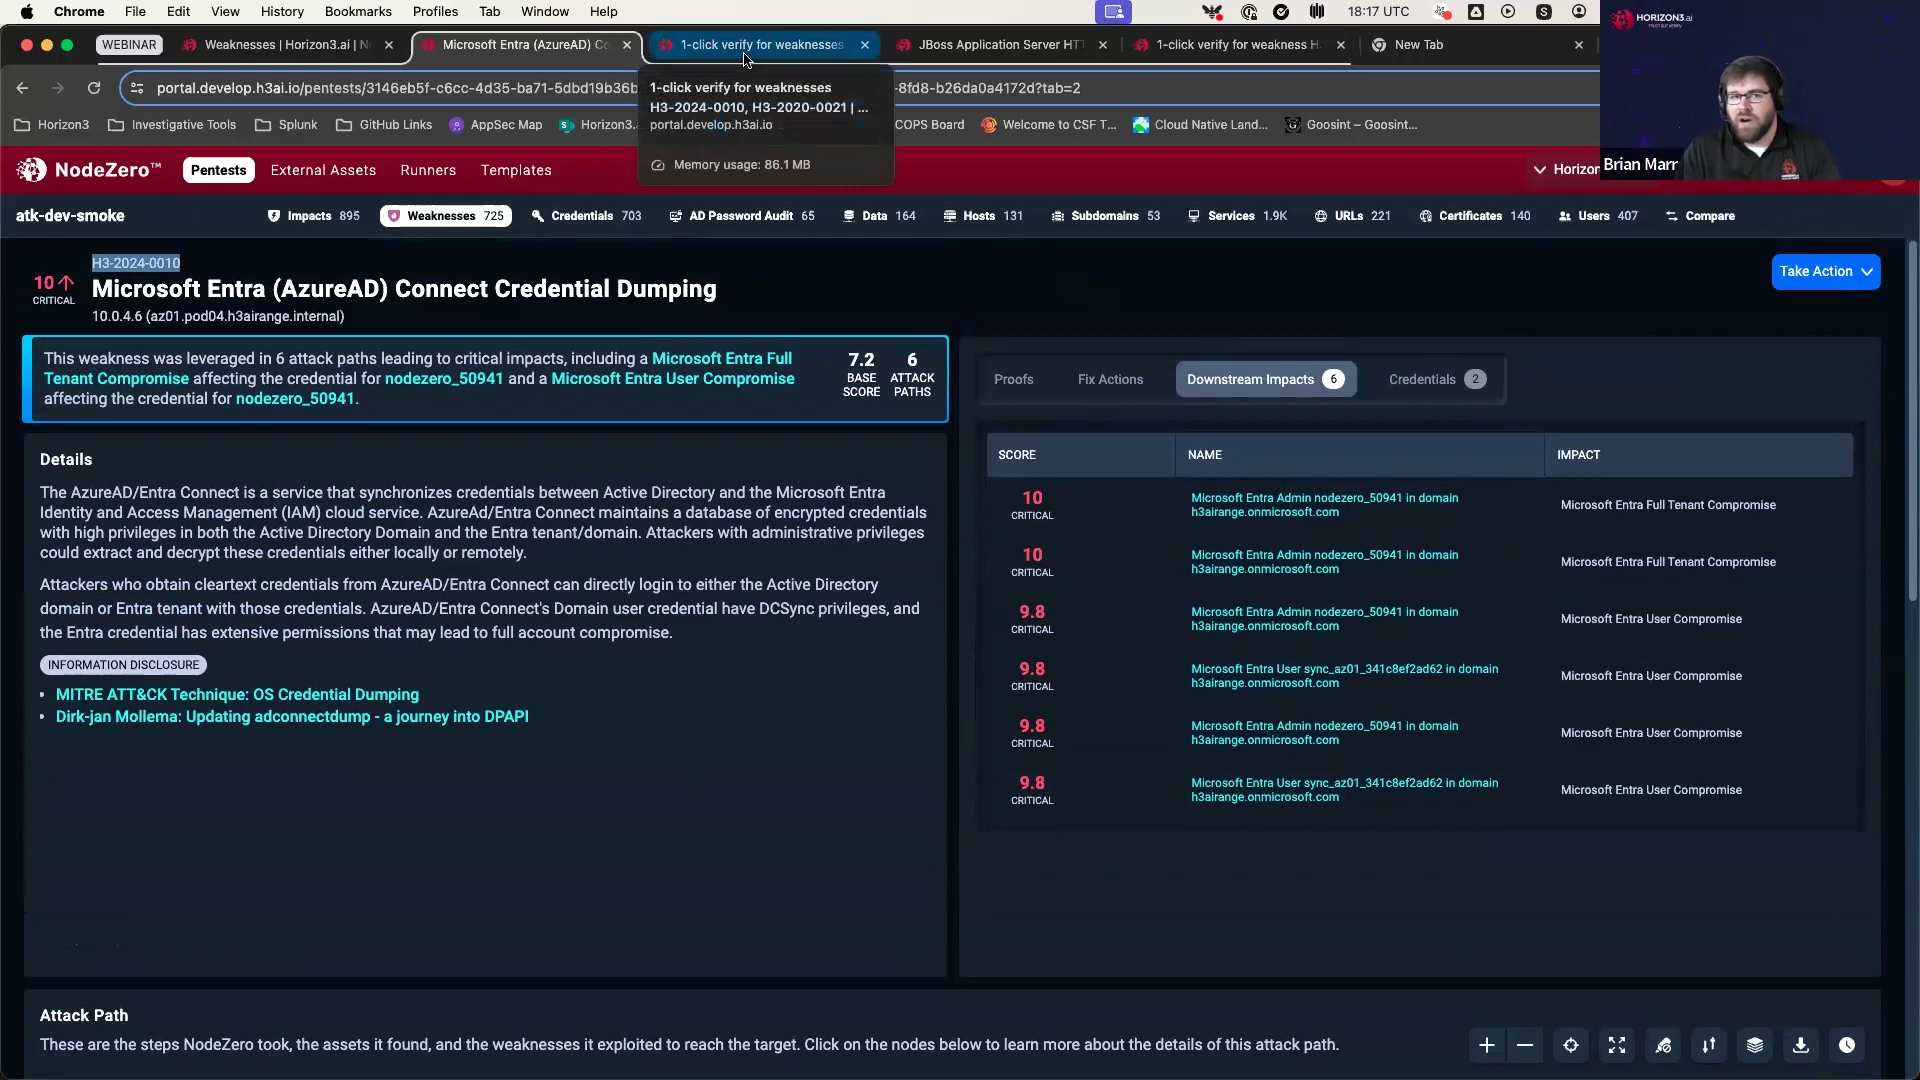 Chrome File Edit View History Bookmarks Profiles Tab Window Help 18:17 UTC
WEBINAR Weaknesses | Horizon3.ai | N Microsoft Entra (AzureAD) Co 1-click verify for weaknesses JBoss Application Server HTT 1-click verify for weakness H New Tab
portal.develop.h3ai.io/pentests/3146eb5f-c6cc-4d35-ba71-5dbd19b36b -8fd8-b26da0a4172d?tab=2
1-click verify for weaknesses
H3-2024-0010, H3-2020-0021 | ...
portal.develop.h3ai.io
Memory usage: 86.1 MB
Horizon3 Investigative Tools Splunk GitHub Links AppSec Map Horizon3. COPS Board Welcome to CSF T... Cloud Native Land... Goosint – Goosint...
HORIZON3.ai
Brian Marr
NodeZero™ Pentests External Assets Runners Templates Horizon
atk-dev-smoke Impacts 895 Weaknesses 725 Credentials 703 AD Password Audit 65 Data 164 Hosts 131 Subdomains 53 Services 1.9K URLs 221 Certificates 140 Users 407 Compare
H3-2024-0010
10 CRITICAL
Microsoft Entra (AzureAD) Connect Credential Dumping
10.0.4.6 (az01.pod04.h3airange.internal)
Take Action
This weakness was leveraged in 6 attack paths leading to critical impacts, including a Microsoft Entra Full
Tenant Compromise affecting the credential for nodezero_50941 and a Microsoft Entra User Compromise
affecting the credential for nodezero_50941.
7.2 BASE SCORE
6 ATTACK PATHS
Details
The AzureAD/Entra Connect is a service that synchronizes credentials between Active Directory and the Microsoft Entra
Identity and Access Management (IAM) cloud service. AzureAd/Entra Connect maintains a database of encrypted credentials
with high privileges in both the Active Directory Domain and the Entra tenant/domain. Attackers with administrative privileges
could extract and decrypt these credentials either locally or remotely.
Attackers who obtain cleartext credentials from AzureAD/Entra Connect can directly login to either the Active Directory
domain or Entra tenant with those credentials. AzureAD/Entra Connect's Domain user credential have DCSync privileges, and
the Entra credential has extensive permissions that may lead to full account compromise.
INFORMATION DISCLOSURE
• MITRE ATT&CK Technique: OS Credential Dumping
• Dirk-jan Mollema: Updating adconnectdump - a journey into DPAPI
Proofs Fix Actions Downstream Impacts 6 Credentials 2
SCORE NAME IMPACT
10 CRITICAL Microsoft Entra Admin nodezero_50941 in domain h3airange.onmicrosoft.com Microsoft Entra Full Tenant Compromise
10 CRITICAL Microsoft Entra Admin nodezero_50941 in domain h3airange.onmicrosoft.com Microsoft Entra Full Tenant Compromise
9.8 CRITICAL Microsoft Entra Admin nodezero_50941 in domain h3airange.onmicrosoft.com Microsoft Entra User Compromise
9.8 CRITICAL Microsoft Entra User sync_az01_341c8ef2ad62 in domain h3airange.onmicrosoft.com Microsoft Entra User Compromise
9.8 CRITICAL Microsoft Entra Admin nodezero_50941 in domain h3airange.onmicrosoft.com Microsoft Entra User Compromise
9.8 CRITICAL Microsoft Entra User sync_az01_341c8ef2ad62 in domain h3airange.onmicrosoft.com Microsoft Entra User Compromise
Attack Path
These are the steps NodeZero took, the assets it found, and the weaknesses it exploited to reach the target. Click on the nodes below to learn more about the details of this attack path.